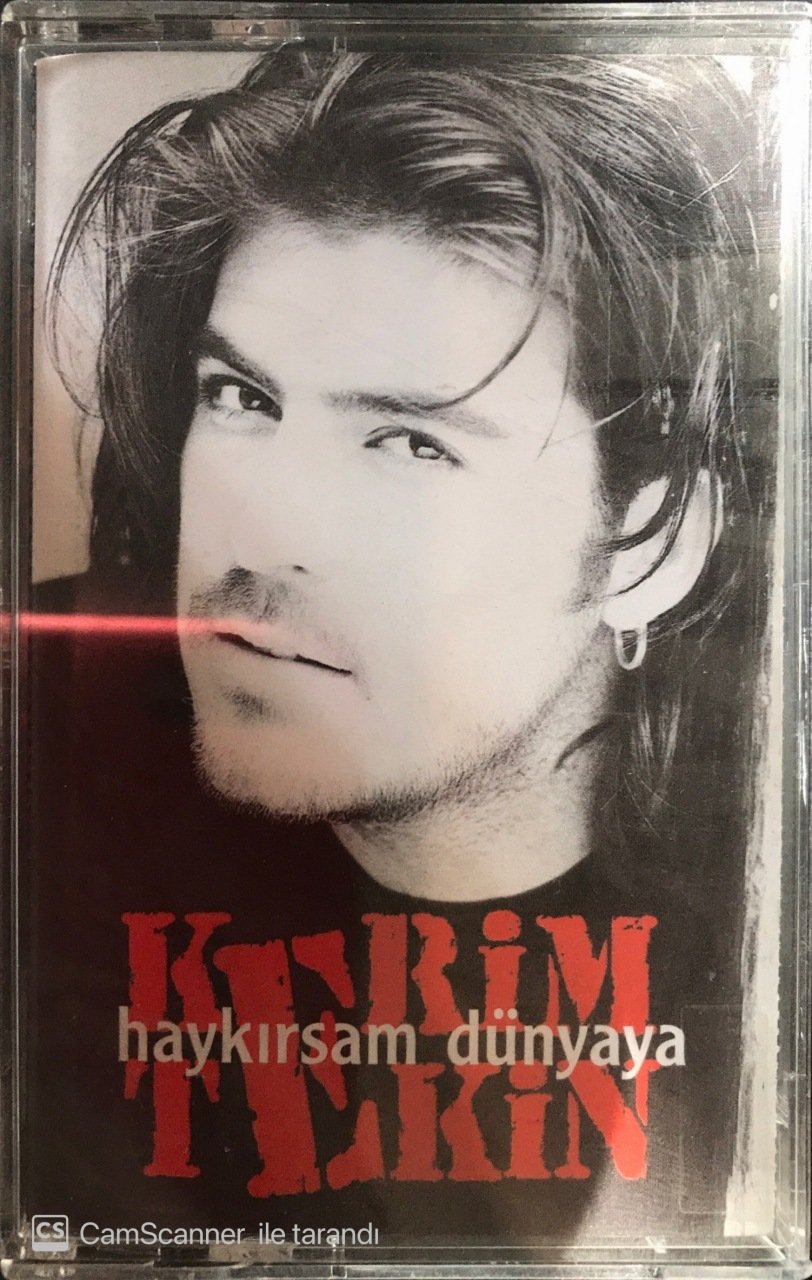 KERİM
haykırsam dünyaya
TEKİN
CS CamScanner ile tarandı